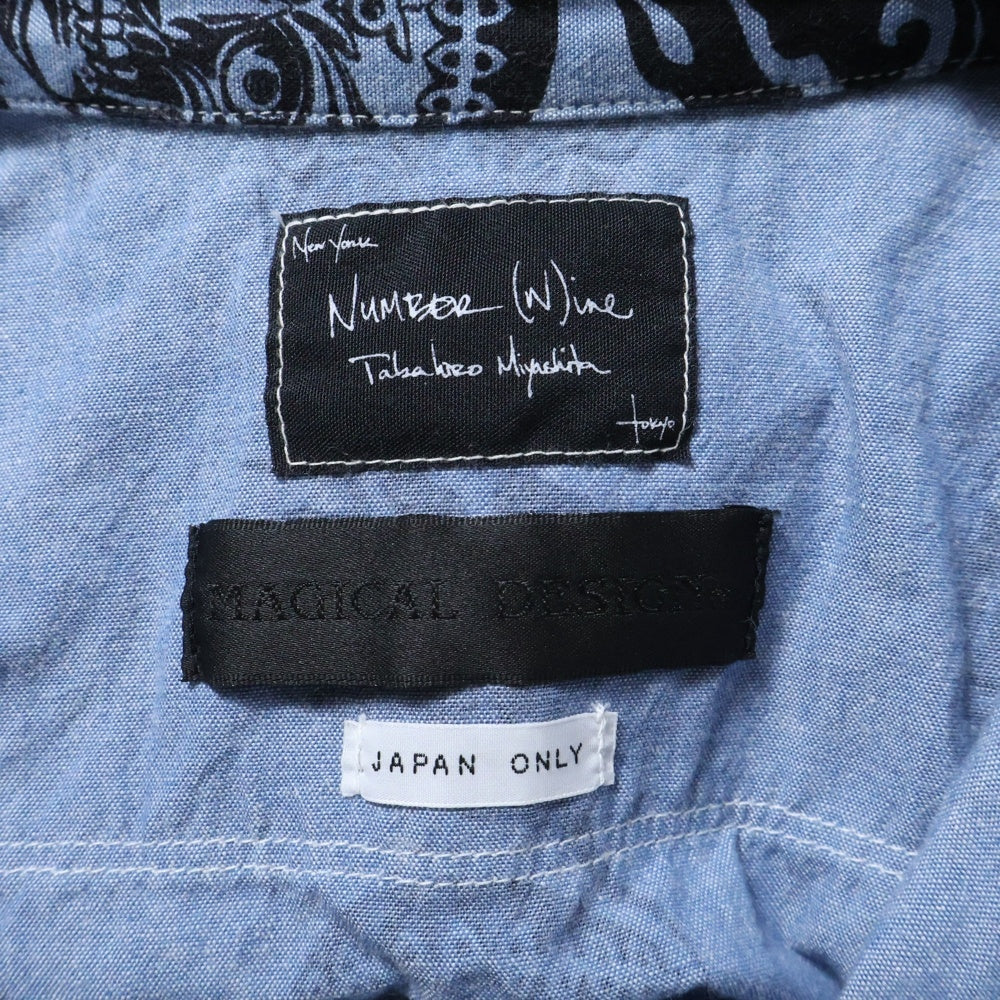 New York
NUMBER (N)ine
Takahiro Miyashita
tokyo
MAGICAL DESIGN®
JAPAN ONLY